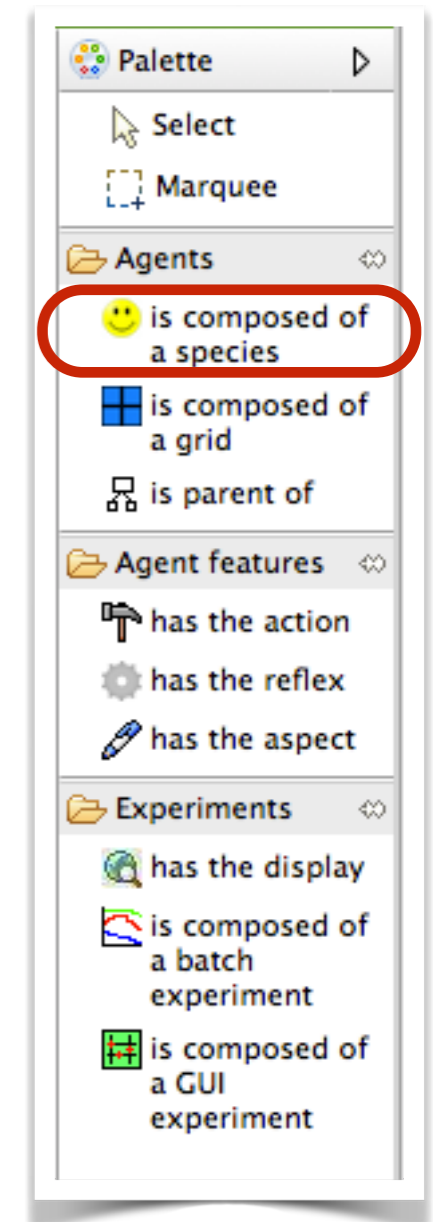 Palette
Select
Marquee
Agents
is composed of
a species
is composed of
a grid
is parent of
Agent features
has the action
has the reflex
has the aspect
Experiments
has the display
is composed of
a batch
experiment
is composed of
a GUI
experiment